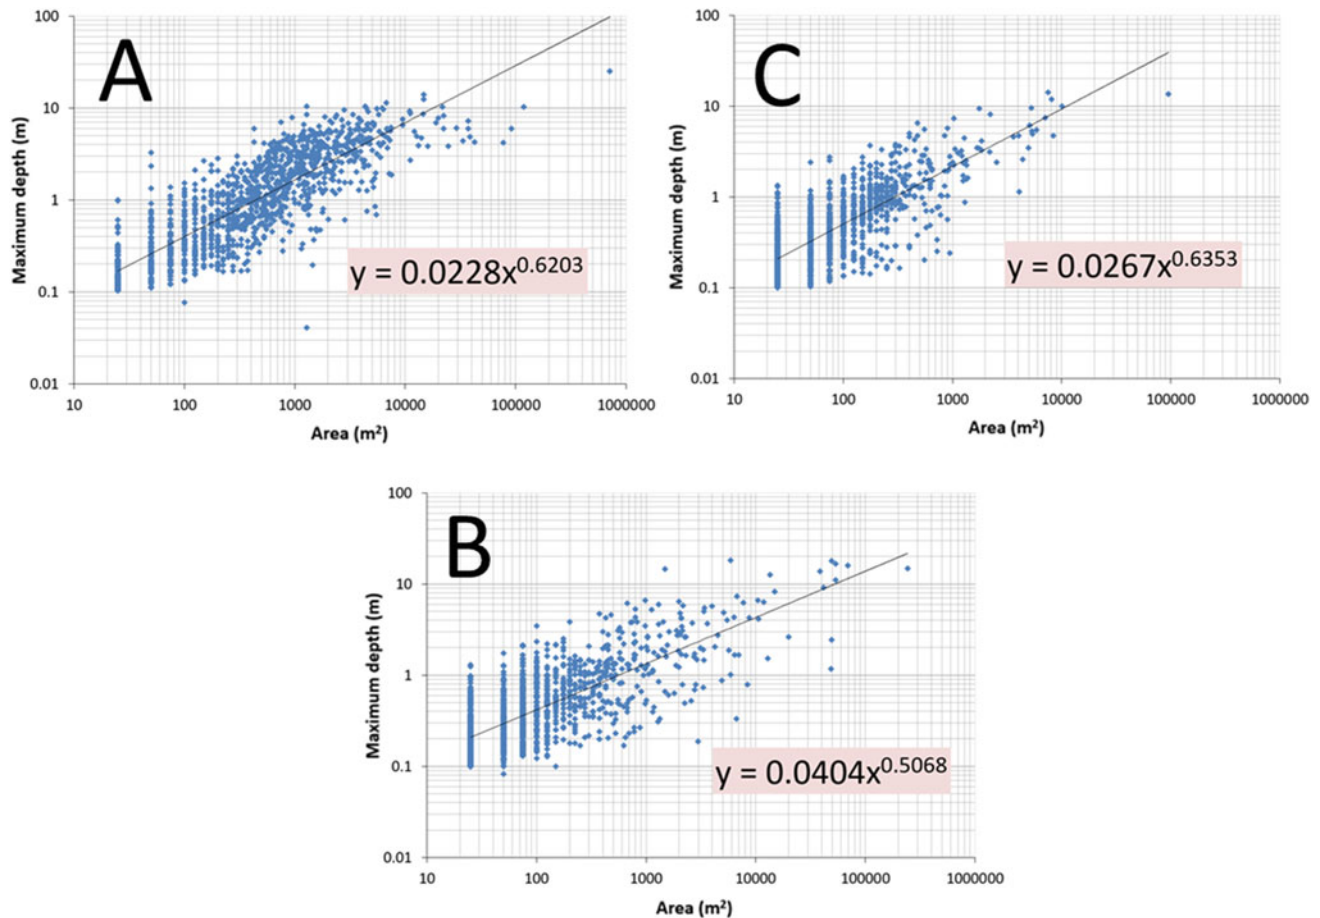 A
Maximum depth (m)
100
10
1
0.1
0.01
y = 0.0228x^0.6203
10 100 1000 10000 100000 1000000
Area (m²)
C
Maximum depth (m)
100
10
1
0.1
0.01
y = 0.0267x^0.6353
10 100 1000 10000 100000 1000000
Area (m²)
B
Maximum depth (m)
100
10
1
0.1
0.01
y = 0.0404x^0.5068
10 100 1000 10000 100000 1000000
Area (m²)